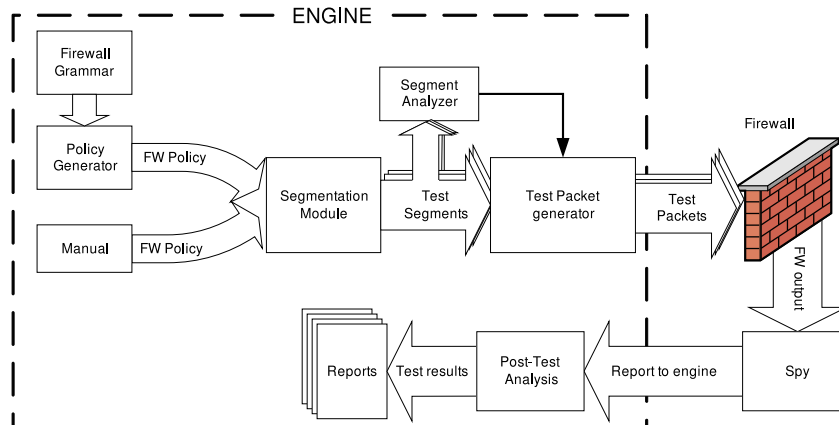 ENGINE
Firewall
Grammar
Policy
Generator
FW Policy
Manual
FW Policy
Segmentation
Module
Segment
Analyzer
Test
Segments
Test Packet
generator
Test
Packets
Firewall
FW output
Spy
Report to engine
Post-Test
Analysis
Test results
Reports